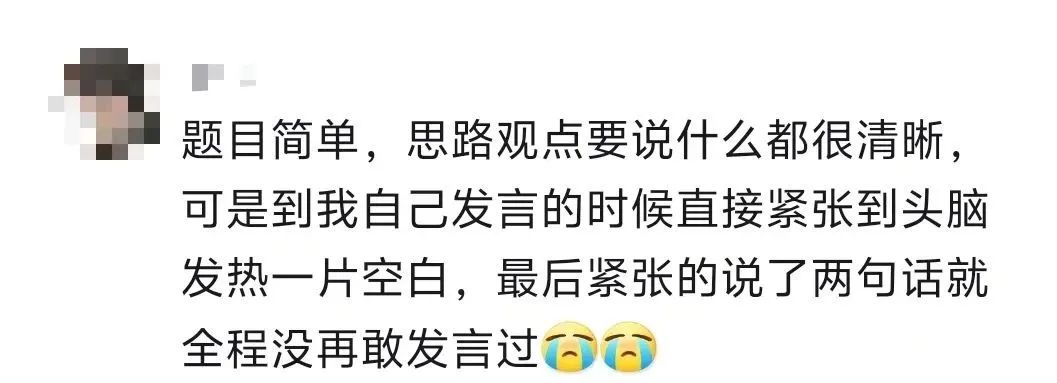 题目简单，思路观点要说什么都很清晰，
可是到我自己发言的时候直接紧张到头脑
发热一片空白，最后紧张的说了两句话就
全程没再敢发言过😭😭